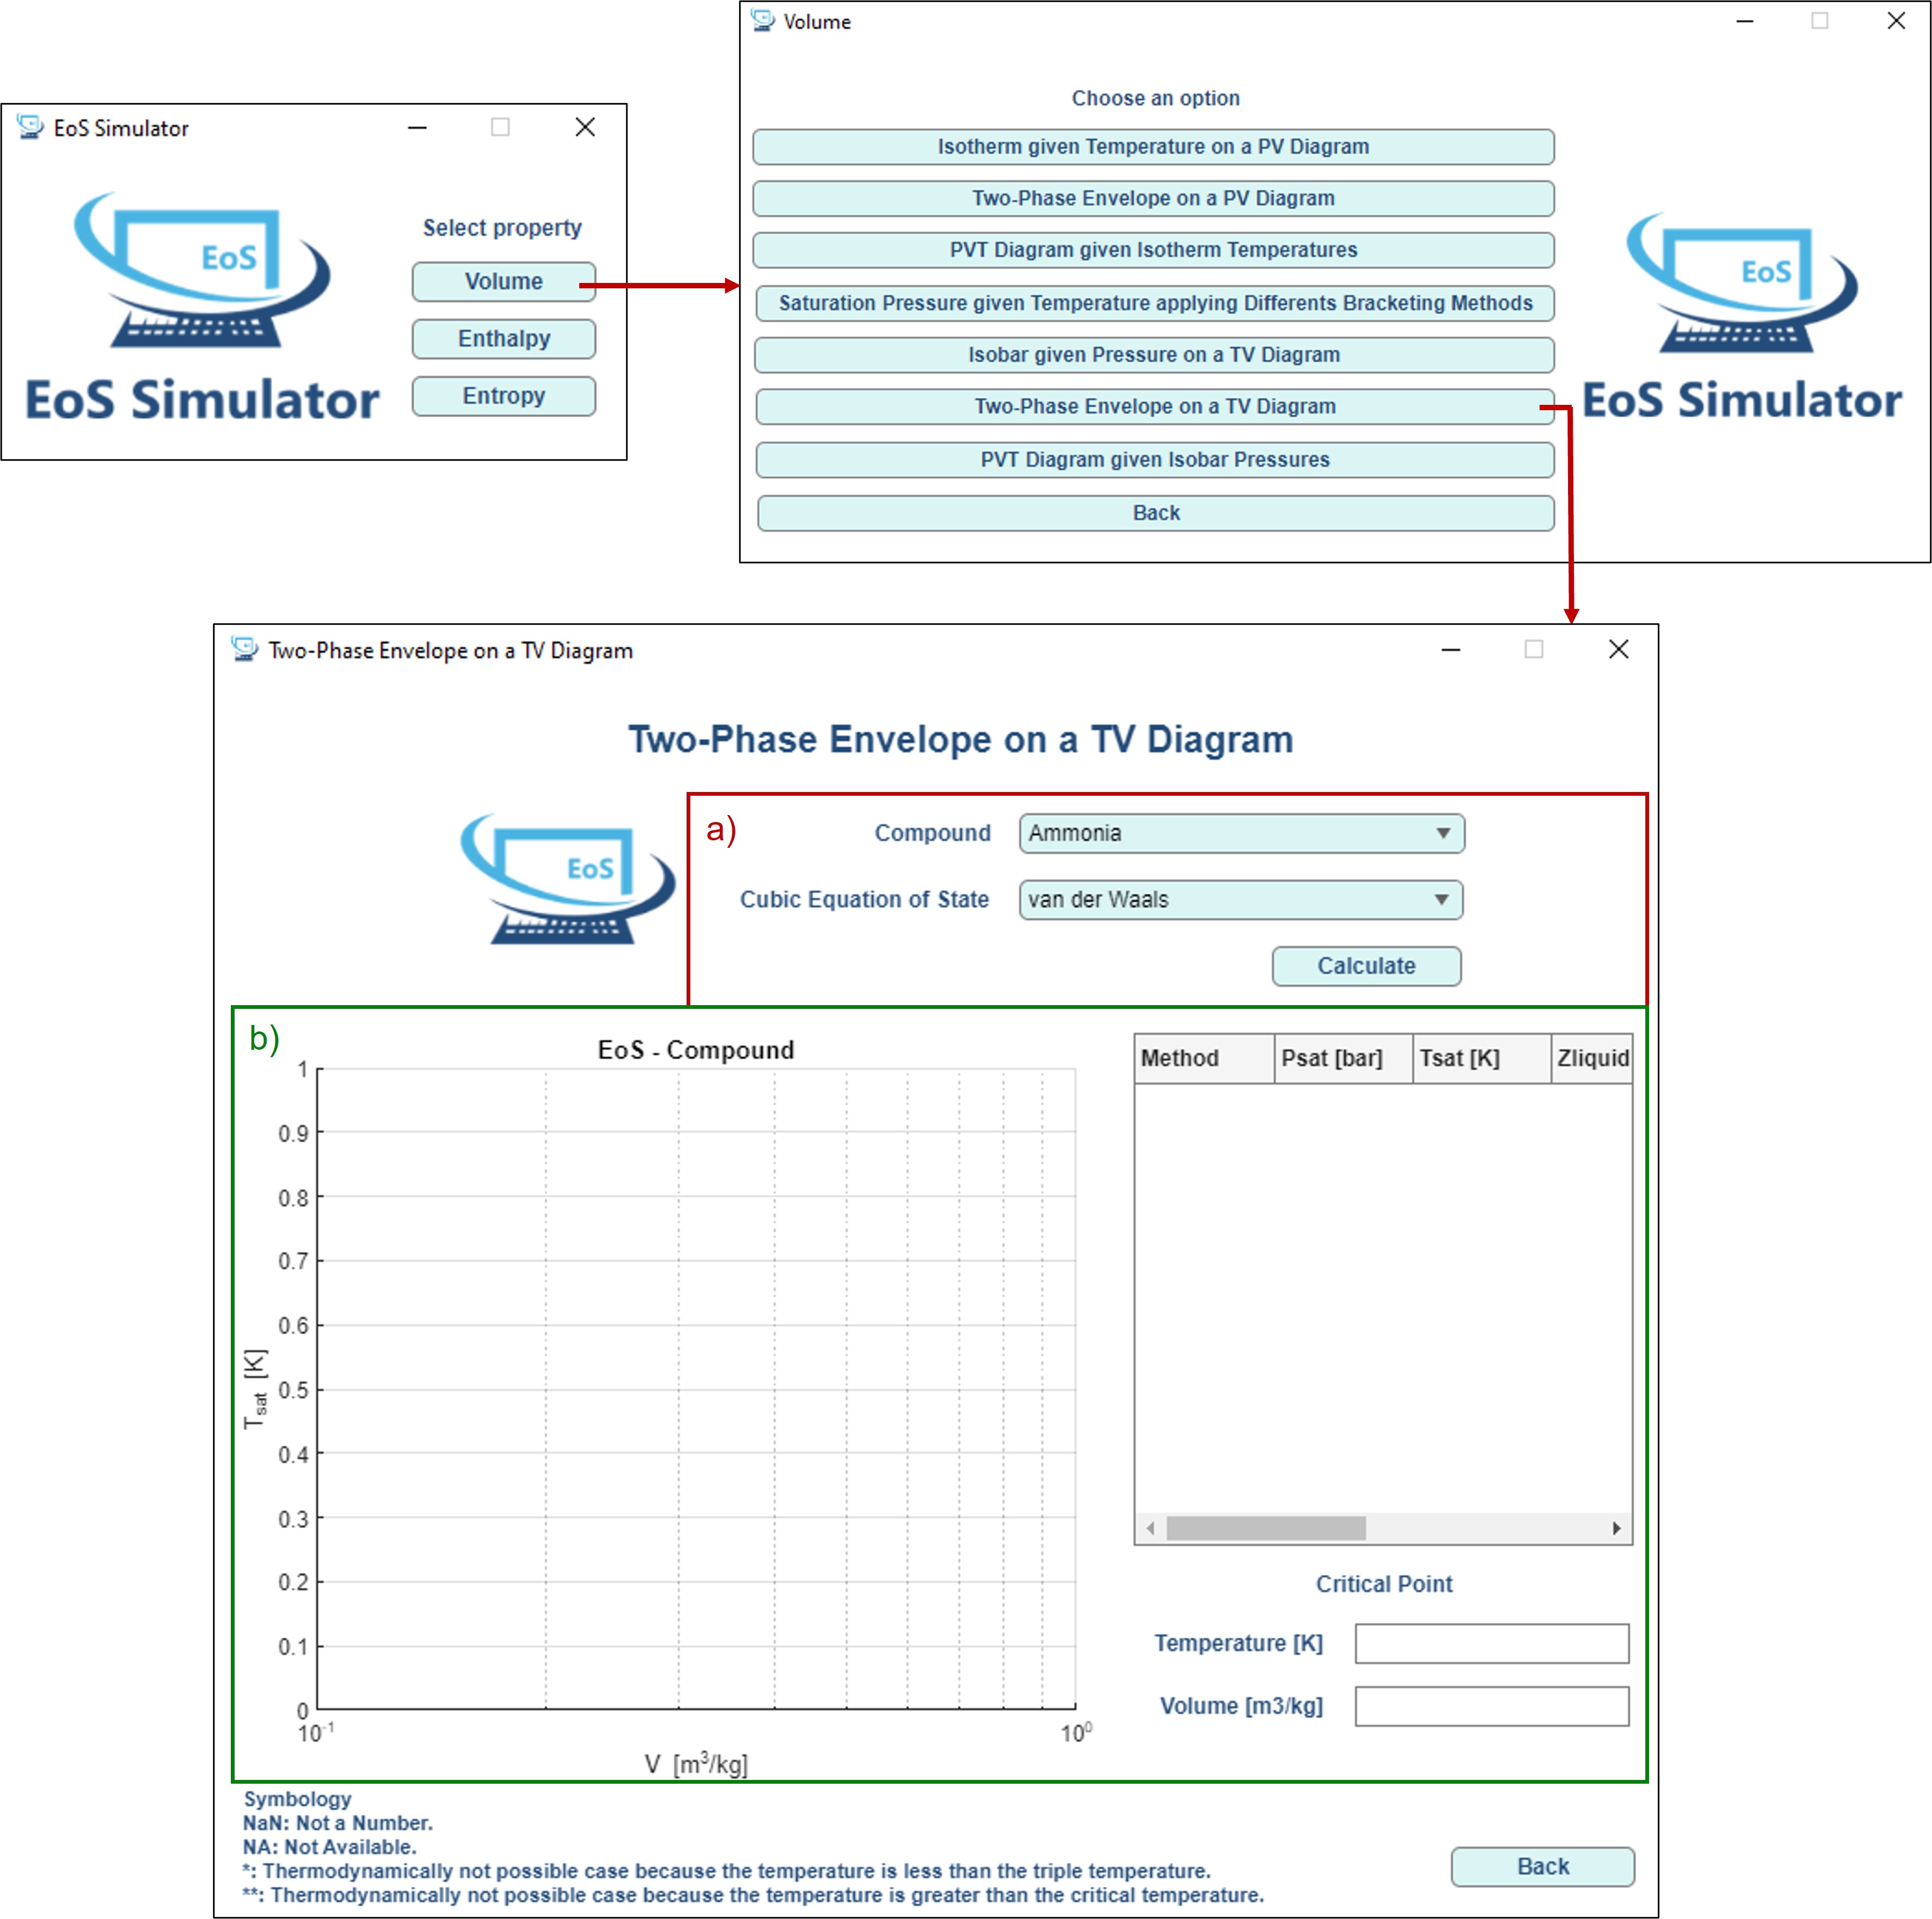 EoS Simulator
EoS
EoS Simulator
Select property
Volume
Enthalpy
Entropy
Volume
Choose an option
Isotherm given Temperature on a PV Diagram
Two-Phase Envelope on a PV Diagram
PVT Diagram given Isotherm Temperatures
Saturation Pressure given Temperature applying Differents Bracketing Methods
Isobar given Pressure on a TV Diagram
Two-Phase Envelope on a TV Diagram
PVT Diagram given Isobar Pressures
Back
EoS
EoS Simulator
Two-Phase Envelope on a TV Diagram
Two-Phase Envelope on a TV Diagram
EoS
a)
Compound Ammonia
Cubic Equation of State van der Waals
Calculate
b)
EoS - Compound
1
0.9
0.8
0.7
0.6
0.5
0.4
0.3
0.2
0.1
0
T_sat [K]
10^-1 10^0
V [m³/kg]
Method Psat [bar] Tsat [K] Zliquid
Critical Point
Temperature [K]
Volume [m3/kg]
Symbology
NaN: Not a Number.
NA: Not Available.
*: Thermodynamically not possible case because the temperature is less than the triple temperature.
**: Thermodynamically not possible case because the temperature is greater than the critical temperature.
Back